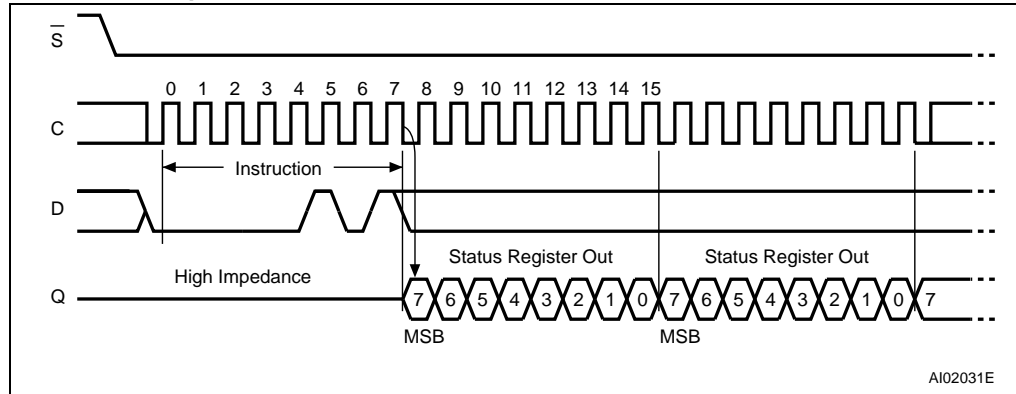 S
0 1 2 3 4 5 6 7 8 9 10 11 12 13 14 15
C
Instruction
D
Status Register Out Status Register Out
High Impedance
Q 7 6 5 4 3 2 1 0 7 6 5 4 3 2 1 0 7
MSB MSB
AI02031E